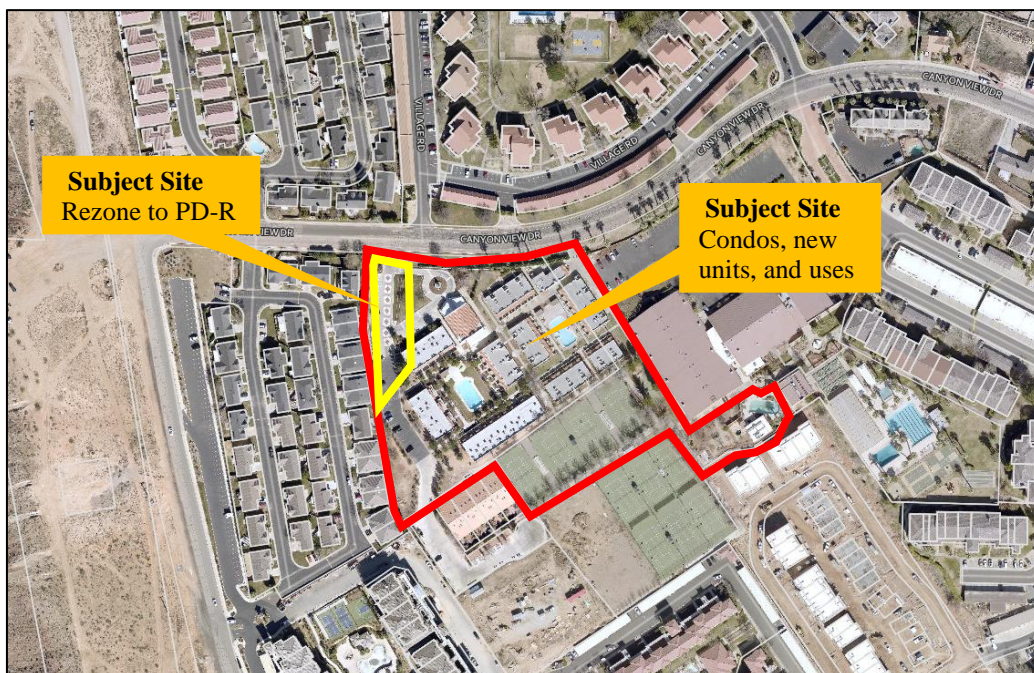 CANYON VIEW DR
VILLAGE RD
CANYON VIEW DR
VILLAGE RD
Subject Site
Rezone to PD-R
Subject Site
Condos, new
units, and uses
VIEW DR
CANYON VIEW DR